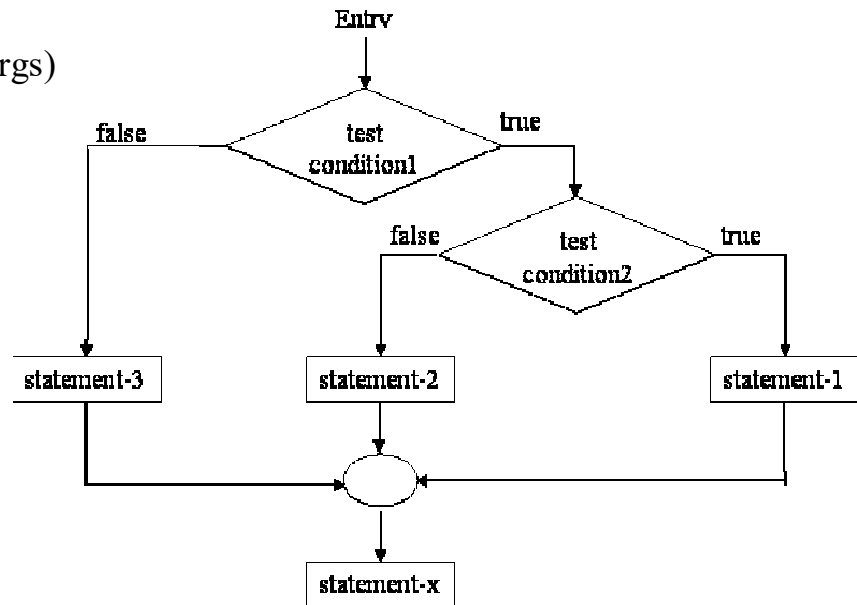 Entry
rgs)
false
test
condition1
true
false
test
condition2
true
statement-3
statement-2
statement-1
statement-x